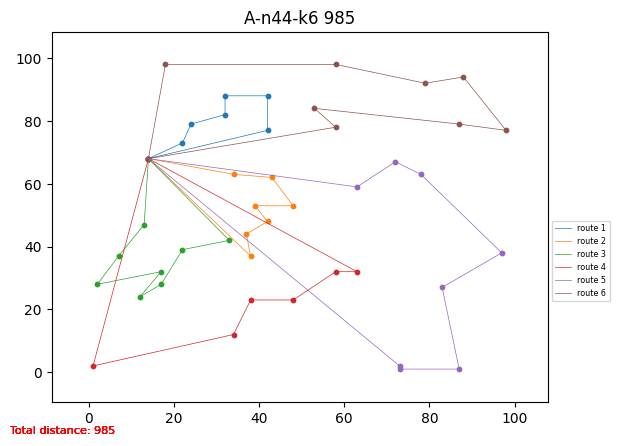 A-n44-k6 985
100
80
60
40
20
0
0 20 40 60 80 100
route 1
route 2
route 3
route 4
route 5
route 6
Total distance: 985